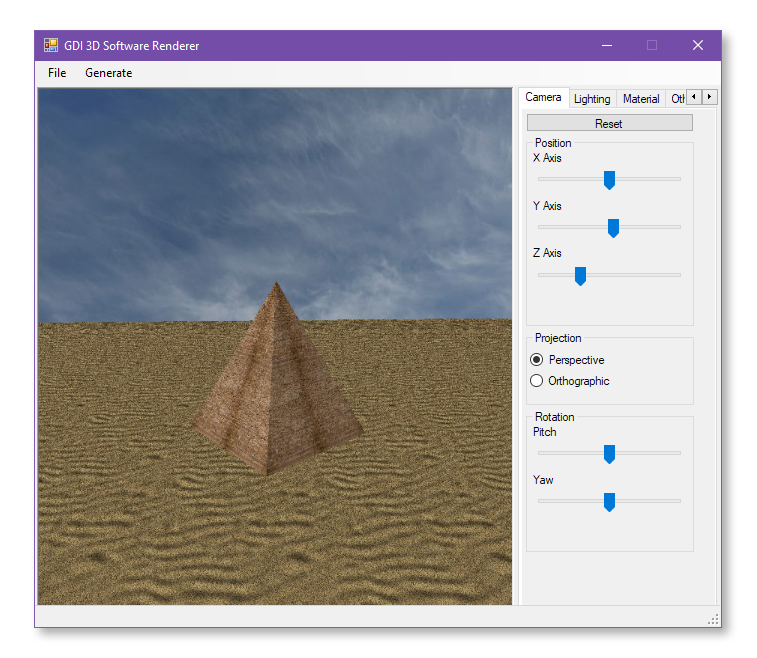 GDI 3D Software Renderer
File Generate
Camera Lighting Material Oth
Reset
Position
X Axis
Y Axis
Z Axis
Projection
Perspective
Orthographic
Rotation
Pitch
Yaw